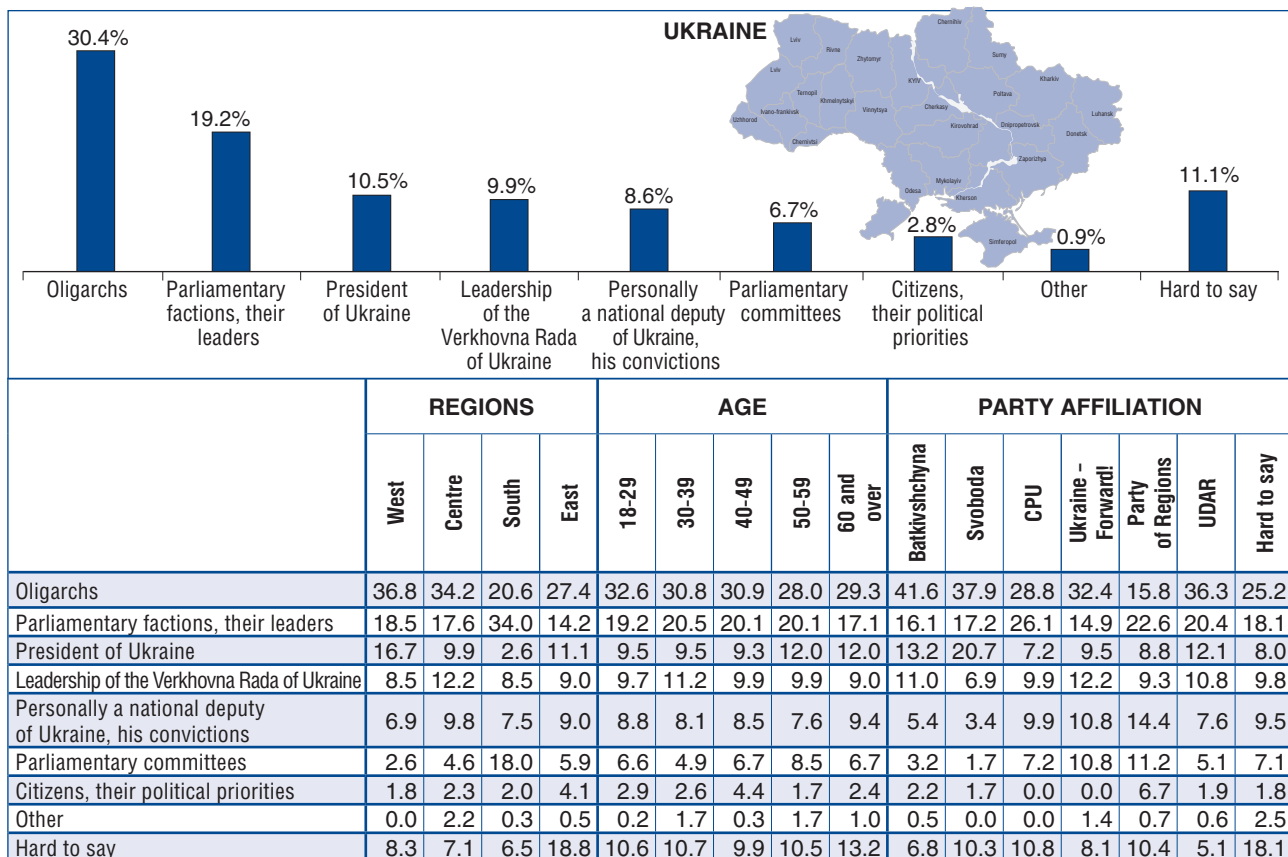 30.4%
19.2%
10.5%
9.9%
8.6%
6.7%
2.8%
0.9%
11.1%
UKRAINE
Lviv
Rivne
Zhytomyr
KYIV
Chernihiv
Sumy
Kharkiv
Poltava
Luhansk
Lviv
Ternopil
Khmelnytskyi
Vinnytsya
Cherkasy
Ivano-frankivsk
Uzhhorod
Chernivtsi
Kirovohrad
Dnipropetrovsk
Donetsk
Zaporizhya
Mykolayiv
Odesa
Kherson
Simferopol
Oligarchs
Parliamentary
factions, their
leaders
President
of Ukraine
Leadership
of the
Verkhovna Rada
of Ukraine
Personally
a national deputy
of Ukraine,
his convictions
Parliamentary
committees
Citizens,
their political
priorities
Other
Hard to say
REGIONS AGE PARTY AFFILIATION
West Centre South East 18-29 30-39 40-49 50-59 60 and over Batkivshchyna Svoboda CPU Ukraine – Forward! Party of Regions UDAR Hard to say
Oligarchs 36.8 34.2 20.6 27.4 32.6 30.8 30.9 28.0 29.3 41.6 37.9 28.8 32.4 15.8 36.3 25.2
Parliamentary factions, their leaders 18.5 17.6 34.0 14.2 19.2 20.5 20.1 20.1 17.1 16.1 17.2 26.1 14.9 22.6 20.4 18.1
President of Ukraine 16.7 9.9 2.6 11.1 9.5 9.5 9.3 12.0 12.0 13.2 20.7 7.2 9.5 8.8 12.1 8.0
Leadership of the Verkhovna Rada of Ukraine 8.5 12.2 8.5 9.0 9.7 11.2 9.9 9.9 9.0 11.0 6.9 9.9 12.2 9.3 10.8 9.8
Personally a national deputy
of Ukraine, his convictions 6.9 9.8 7.5 9.0 8.8 8.1 8.5 7.6 9.4 5.4 3.4 9.9 10.8 14.4 7.6 9.5
Parliamentary committees 2.6 4.6 18.0 5.9 6.6 4.9 6.7 8.5 6.7 3.2 1.7 7.2 10.8 11.2 5.1 7.1
Citizens, their political priorities 1.8 2.3 2.0 4.1 2.9 2.6 4.4 1.7 2.4 2.2 1.7 0.0 0.0 6.7 1.9 1.8
Other 0.0 2.2 0.3 0.5 0.2 1.7 0.3 1.7 1.0 0.5 0.0 0.0 1.4 0.7 0.6 2.5
Hard to say 8.3 7.1 6.5 18.8 10.6 10.7 9.9 10.5 13.2 6.8 10.3 10.8 8.1 10.4 5.1 18.1